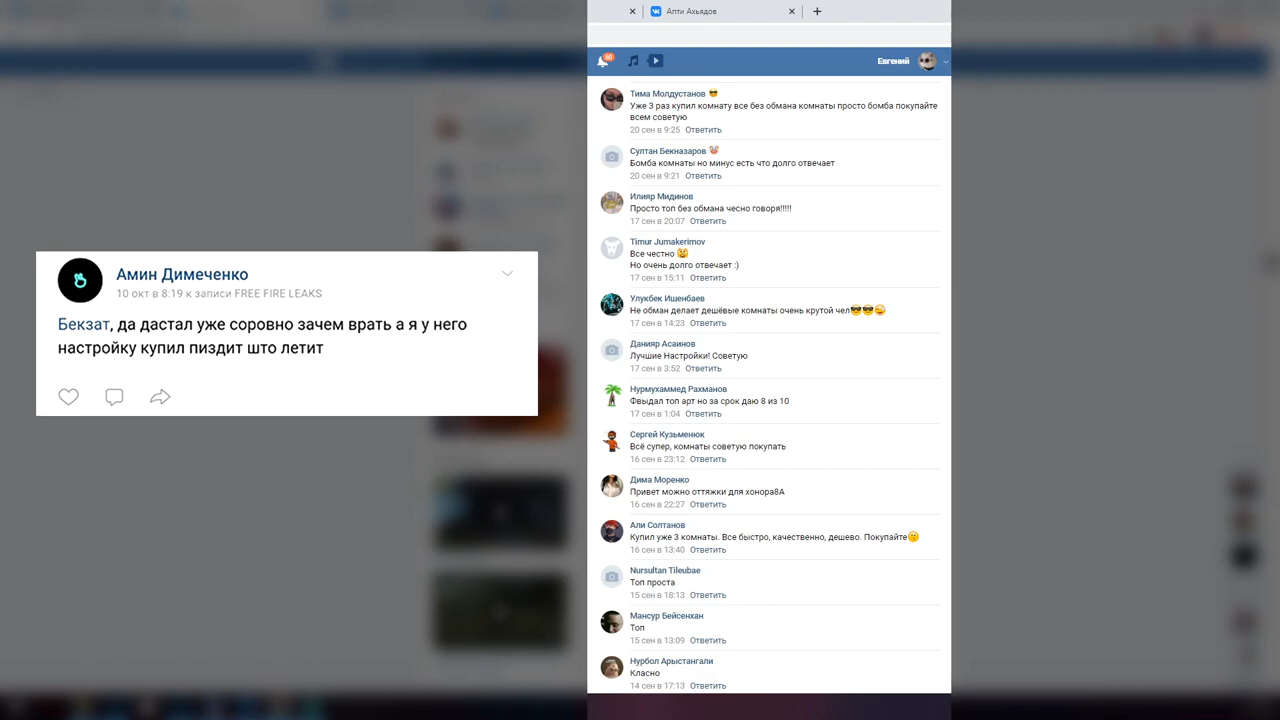 Апти Ахьядов
60
Евгений
Амин Димеченко
10 окт в 8:19 к записи FREE FIRE LEAKS
Бекзат, да дастал уже соровно зачем врать а я у него
настройку купил пиздит што летит
Тима Молдустанов
Уже 3 раз купил комнату все без обмана комнаты просто бомба покупайте
всем советую
20 сен в 9:25 Ответить
Султан Бекназаров
Бомба комнаты но минус есть что долго отвечает
20 сен в 9:21 Ответить
Илияр Мидинов
Просто топ без обмана чесно говоря!!!!!
17 сен в 20:07 Ответить
Timur Jumakerimov
Все честно
Но очень долго отвечает :)
17 сен в 15:11 Ответить
Улукбек Ишенбаев
Не обман делает дешёвые комнаты очень крутой чел
17 сен в 14:23 Ответить
Данияр Асаинов
Лучшие Настройки! Советую
17 сен в 3:52 Ответить
Нурмухаммед Рахманов
Фвыдал топ арт но за срок даю 8 из 10
17 сен в 1:04 Ответить
Сергей Кузьменюк
Всё супер, комнаты советую покупать
16 сен в 23:12 Ответить
Дима Моренко
Привет можно оттяжки для хонора8А
16 сен в 22:27 Ответить
Али Солтанов
Купил уже 3 комнаты. Все быстро, качественно, дешево. Покупайте
16 сен в 13:40 Ответить
Nursultan Tileubae
Топ проста
15 сен в 18:13 Ответить
Мансур Бейсенхан
Топ
15 сен в 13:09 Ответить
Нурбол Арыстангали
Класно
14 сен в 17:13 Ответить